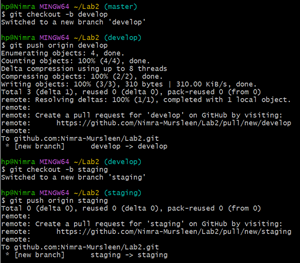 hp@Nimra MINGW64 ~/Lab2 (master)
$ git checkout -b develop
Switched to a new branch 'develop'
hp@Nimra MINGW64 ~/Lab2 (develop)
$ git push origin develop
Enumerating objects: 4, done.
Counting objects: 100% (4/4), done.
Delta compression using up to 8 threads
Compressing objects: 100% (2/2), done.
Writing objects: 100% (3/3), 310 bytes | 310.00 KiB/s, done.
Total 3 (delta 1), reused 0 (delta 0), pack-reused 0 (from 0)
remote: Resolving deltas: 100% (1/1), completed with 1 local object.
remote:
remote: Create a pull request for 'develop' on GitHub by visiting:
remote:      https://github.com/Nimra-Mursleen/Lab2/pull/new/develop
remote:
To github.com:Nimra-Mursleen/Lab2.git
 * [new branch]      develop -> develop
hp@Nimra MINGW64 ~/Lab2 (develop)
$ git checkout -b staging
Switched to a new branch 'staging'
hp@Nimra MINGW64 ~/Lab2 (staging)
$ git push origin staging
Total 0 (delta 0), reused 0 (delta 0), pack-reused 0 (from 0)
remote:
remote: Create a pull request for 'staging' on GitHub by visiting:
remote:      https://github.com/Nimra-Mursleen/Lab2/pull/new/staging
remote:
To github.com:Nimra-Mursleen/Lab2.git
 * [new branch]      staging -> staging